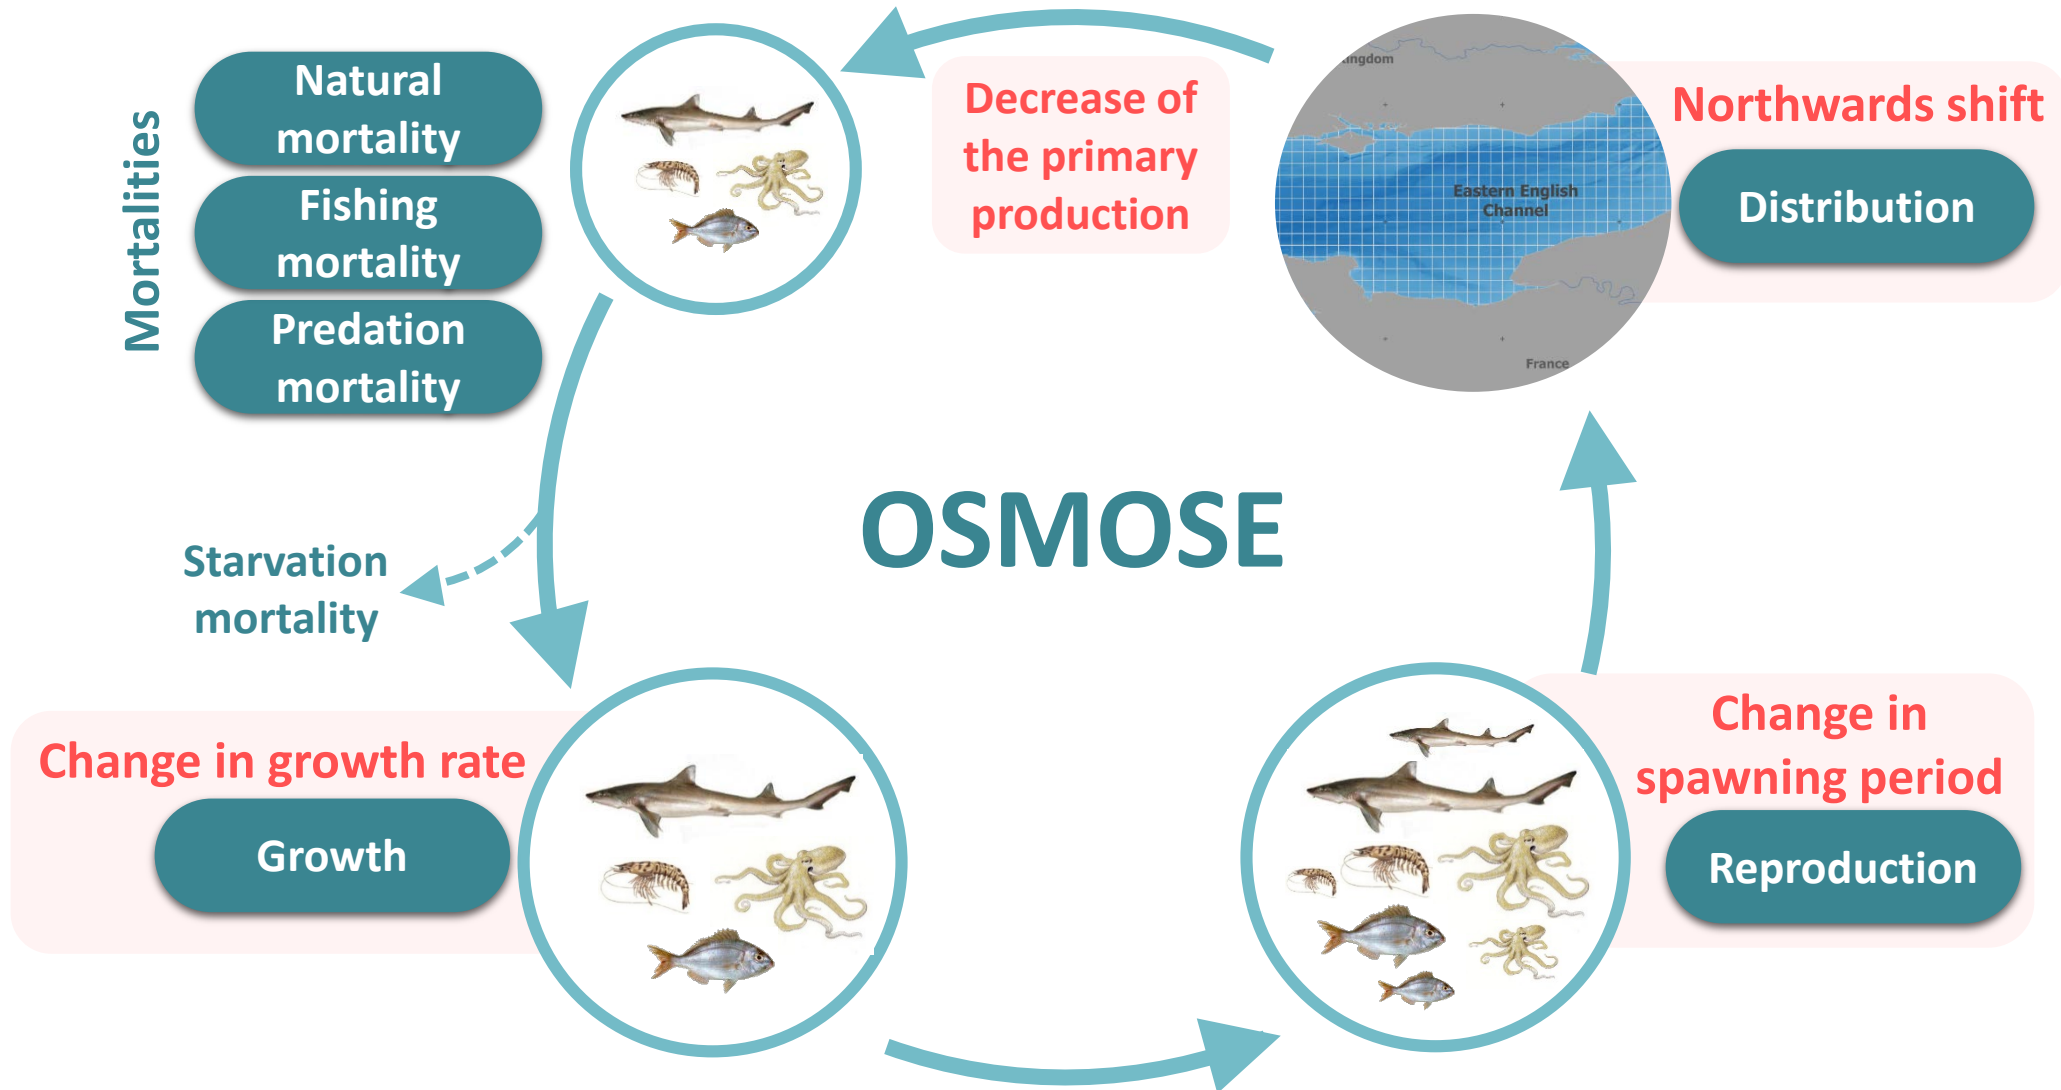 Mortalities
Natural
mortality
Fishing
mortality
Predation
mortality
Decrease of
the primary
production
Eastern English
Channel
France
Northwards shift
Distribution
OSMOSE
Starvation
mortality
Change in growth rate
Growth
Change in
spawning period
Reproduction